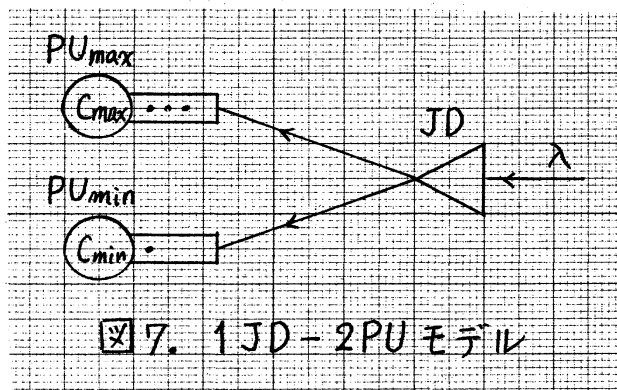 PUmax
Cmax
JD
λ
PUmin
Cmin
図7. 1JD-2PUモデル